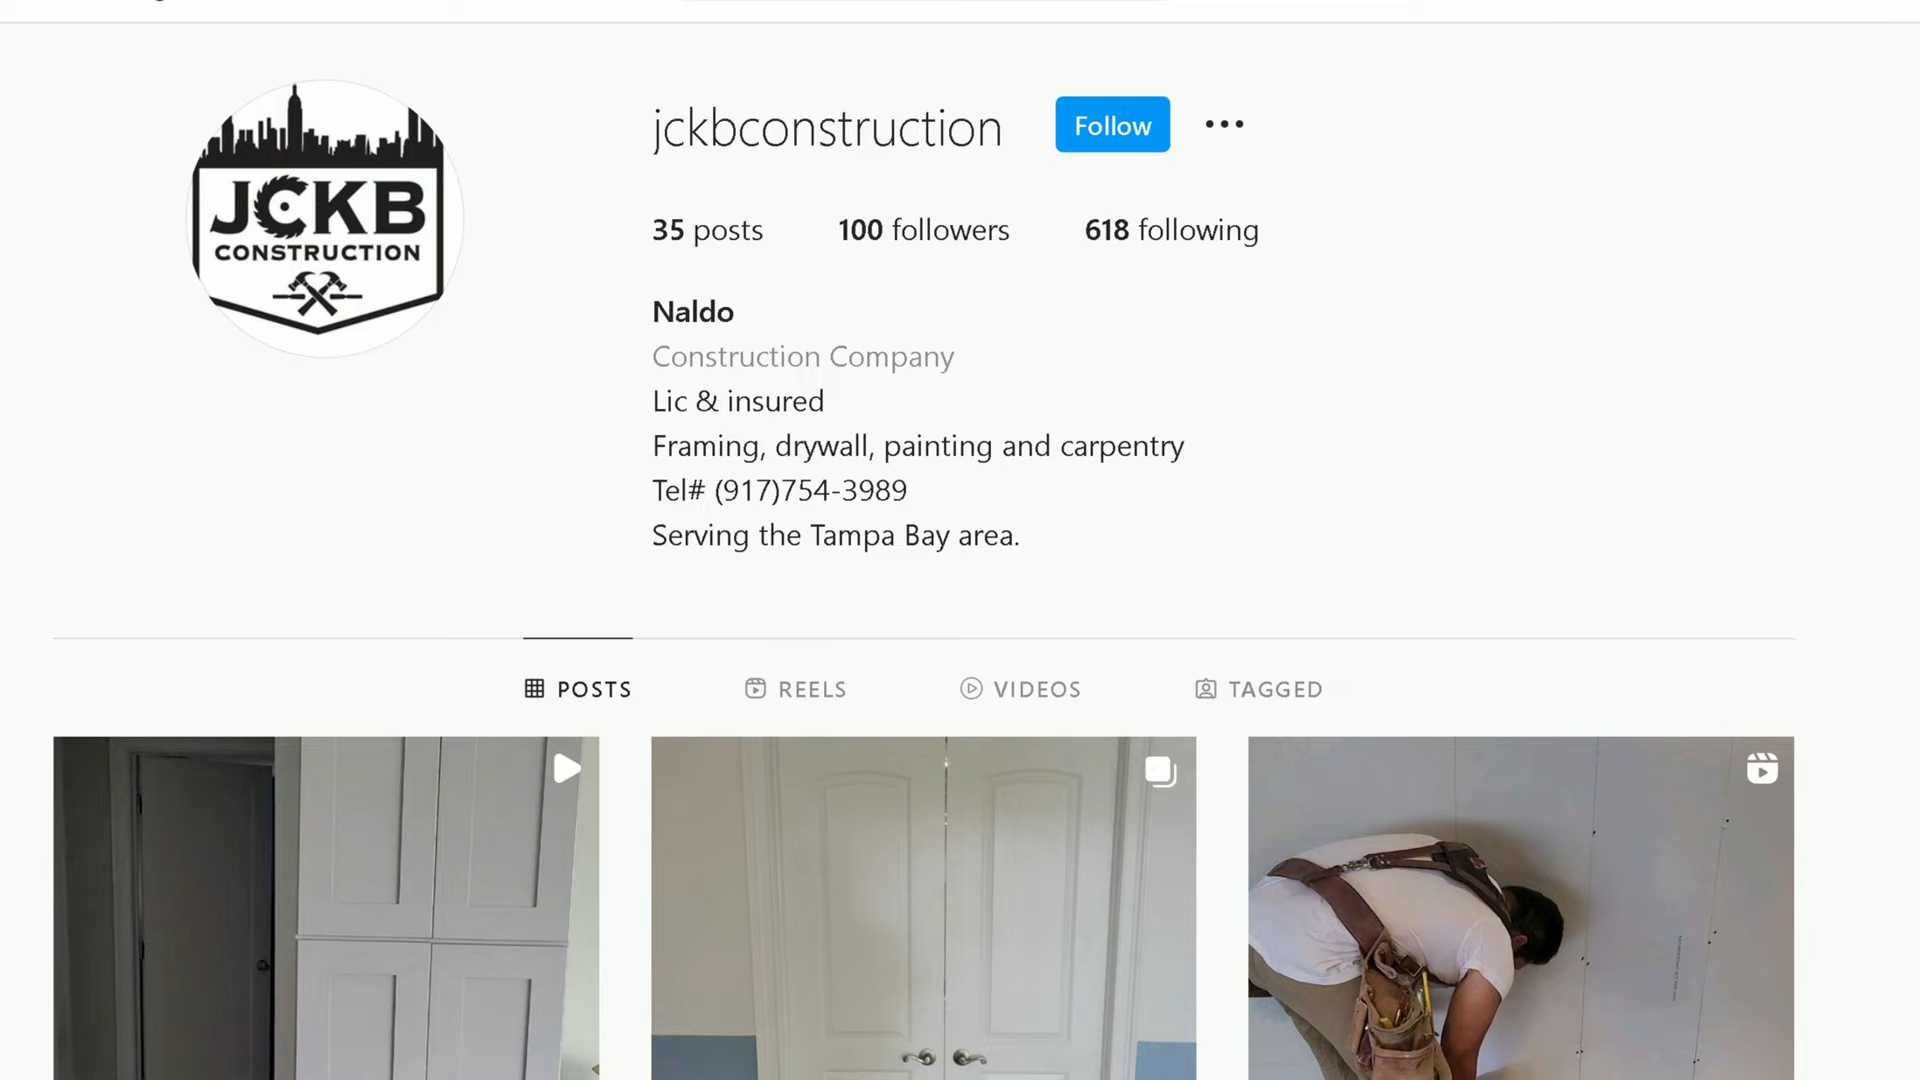 JCKB
CONSTRUCTION
jckbconstruction Follow
35 posts 100 followers 618 following
Naldo
Construction Company
Lic & insured
Framing, drywall, painting and carpentry
Tel# (917)754-3989
Serving the Tampa Bay area.
POSTS REELS VIDEOS TAGGED